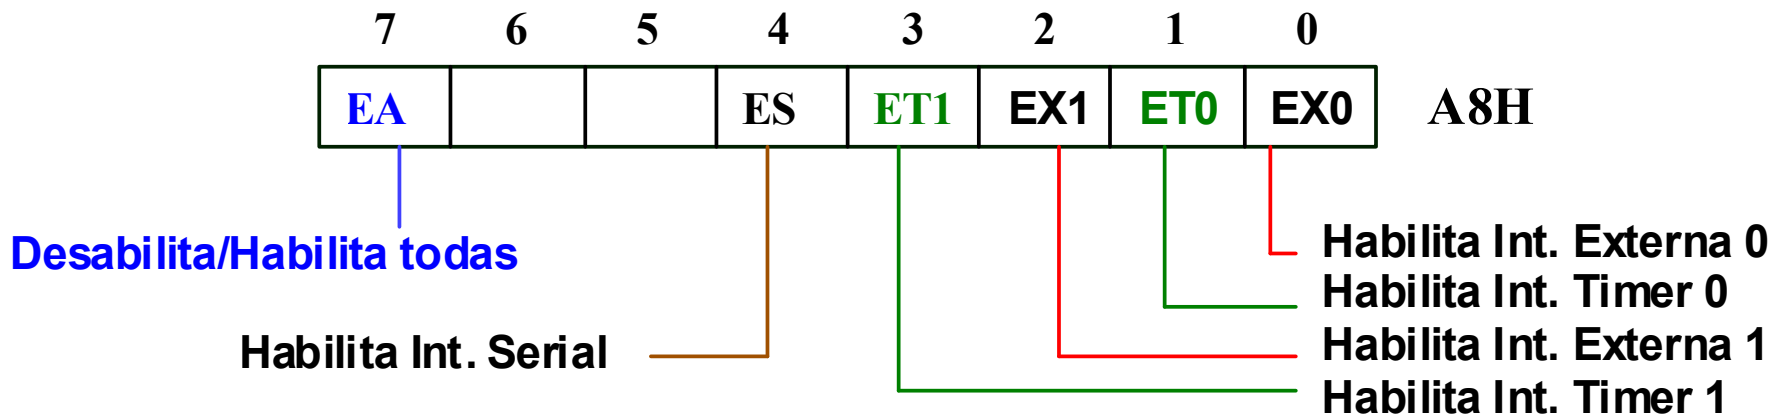 7 6 5 4 3 2 1 0
EA ES ET1 EX1 ET0 EX0 A8H
Desabilita/Habilita todas
Habilita Int. Externa 0
Habilita Int. Timer 0
Habilita Int. Serial
Habilita Int. Externa 1
Habilita Int. Timer 1